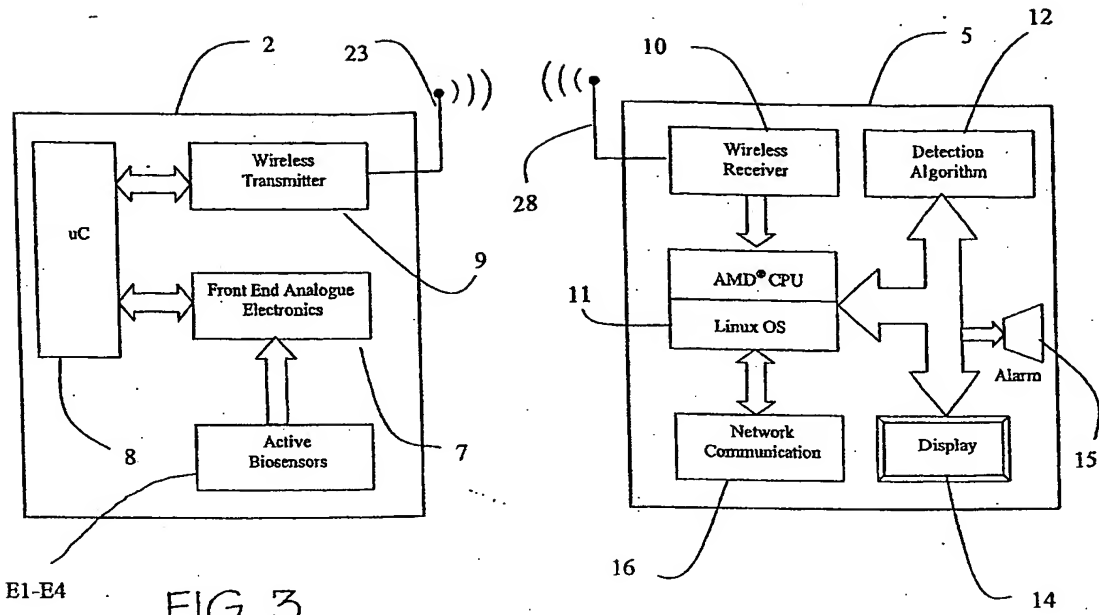 2
23
12
5
10
Wireless
Transmitter
uC
9
Front End Analogue
Electronics
7
Active
Biosensors
8
E1-E4
FIG. 3
28
Wireless
Receiver
Detection
Algorithm
AMD® CPU
Linux OS
11
Alarm
15
Network
Communication
Display
16
14